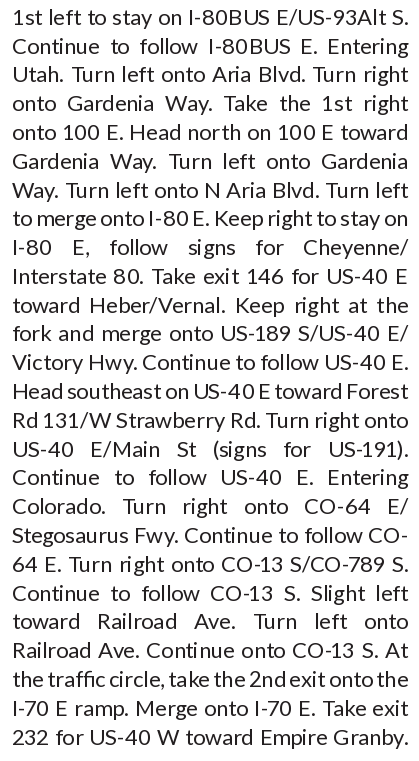 1st left to stay on I-80BUS E/US-93Alt S.
Continue to follow I-80BUS E. Entering
Utah. Turn left onto Aria Blvd. Turn right
onto Gardenia Way. Take the 1st right
onto 100 E. Head north on 100 E toward
Gardenia Way. Turn left onto Gardenia
Way. Turn left onto N Aria Blvd. Turn left
to merge onto I-80 E. Keep right to stay on
I-80 E, follow signs for Cheyenne/
Interstate 80. Take exit 146 for US-40 E
toward Heber/Vernal. Keep right at the
fork and merge onto US-189 S/US-40 E/
Victory Hwy. Continue to follow US-40 E.
Head southeast on US-40 E toward Forest
Rd 131/W Strawberry Rd. Turn right onto
US-40 E/Main St (signs for US-191).
Continue to follow US-40 E. Entering
Colorado. Turn right onto CO-64 E/
Stegosaurus Fwy. Continue to follow CO-
64 E. Turn right onto CO-13 S/CO-789 S.
Continue to follow CO-13 S. Slight left
toward Railroad Ave. Turn left onto
Railroad Ave. Continue onto CO-13 S. At
the traffic circle, take the 2nd exit onto the
I-70 E ramp. Merge onto I-70 E. Take exit
232 for US-40 W toward Empire Granby.